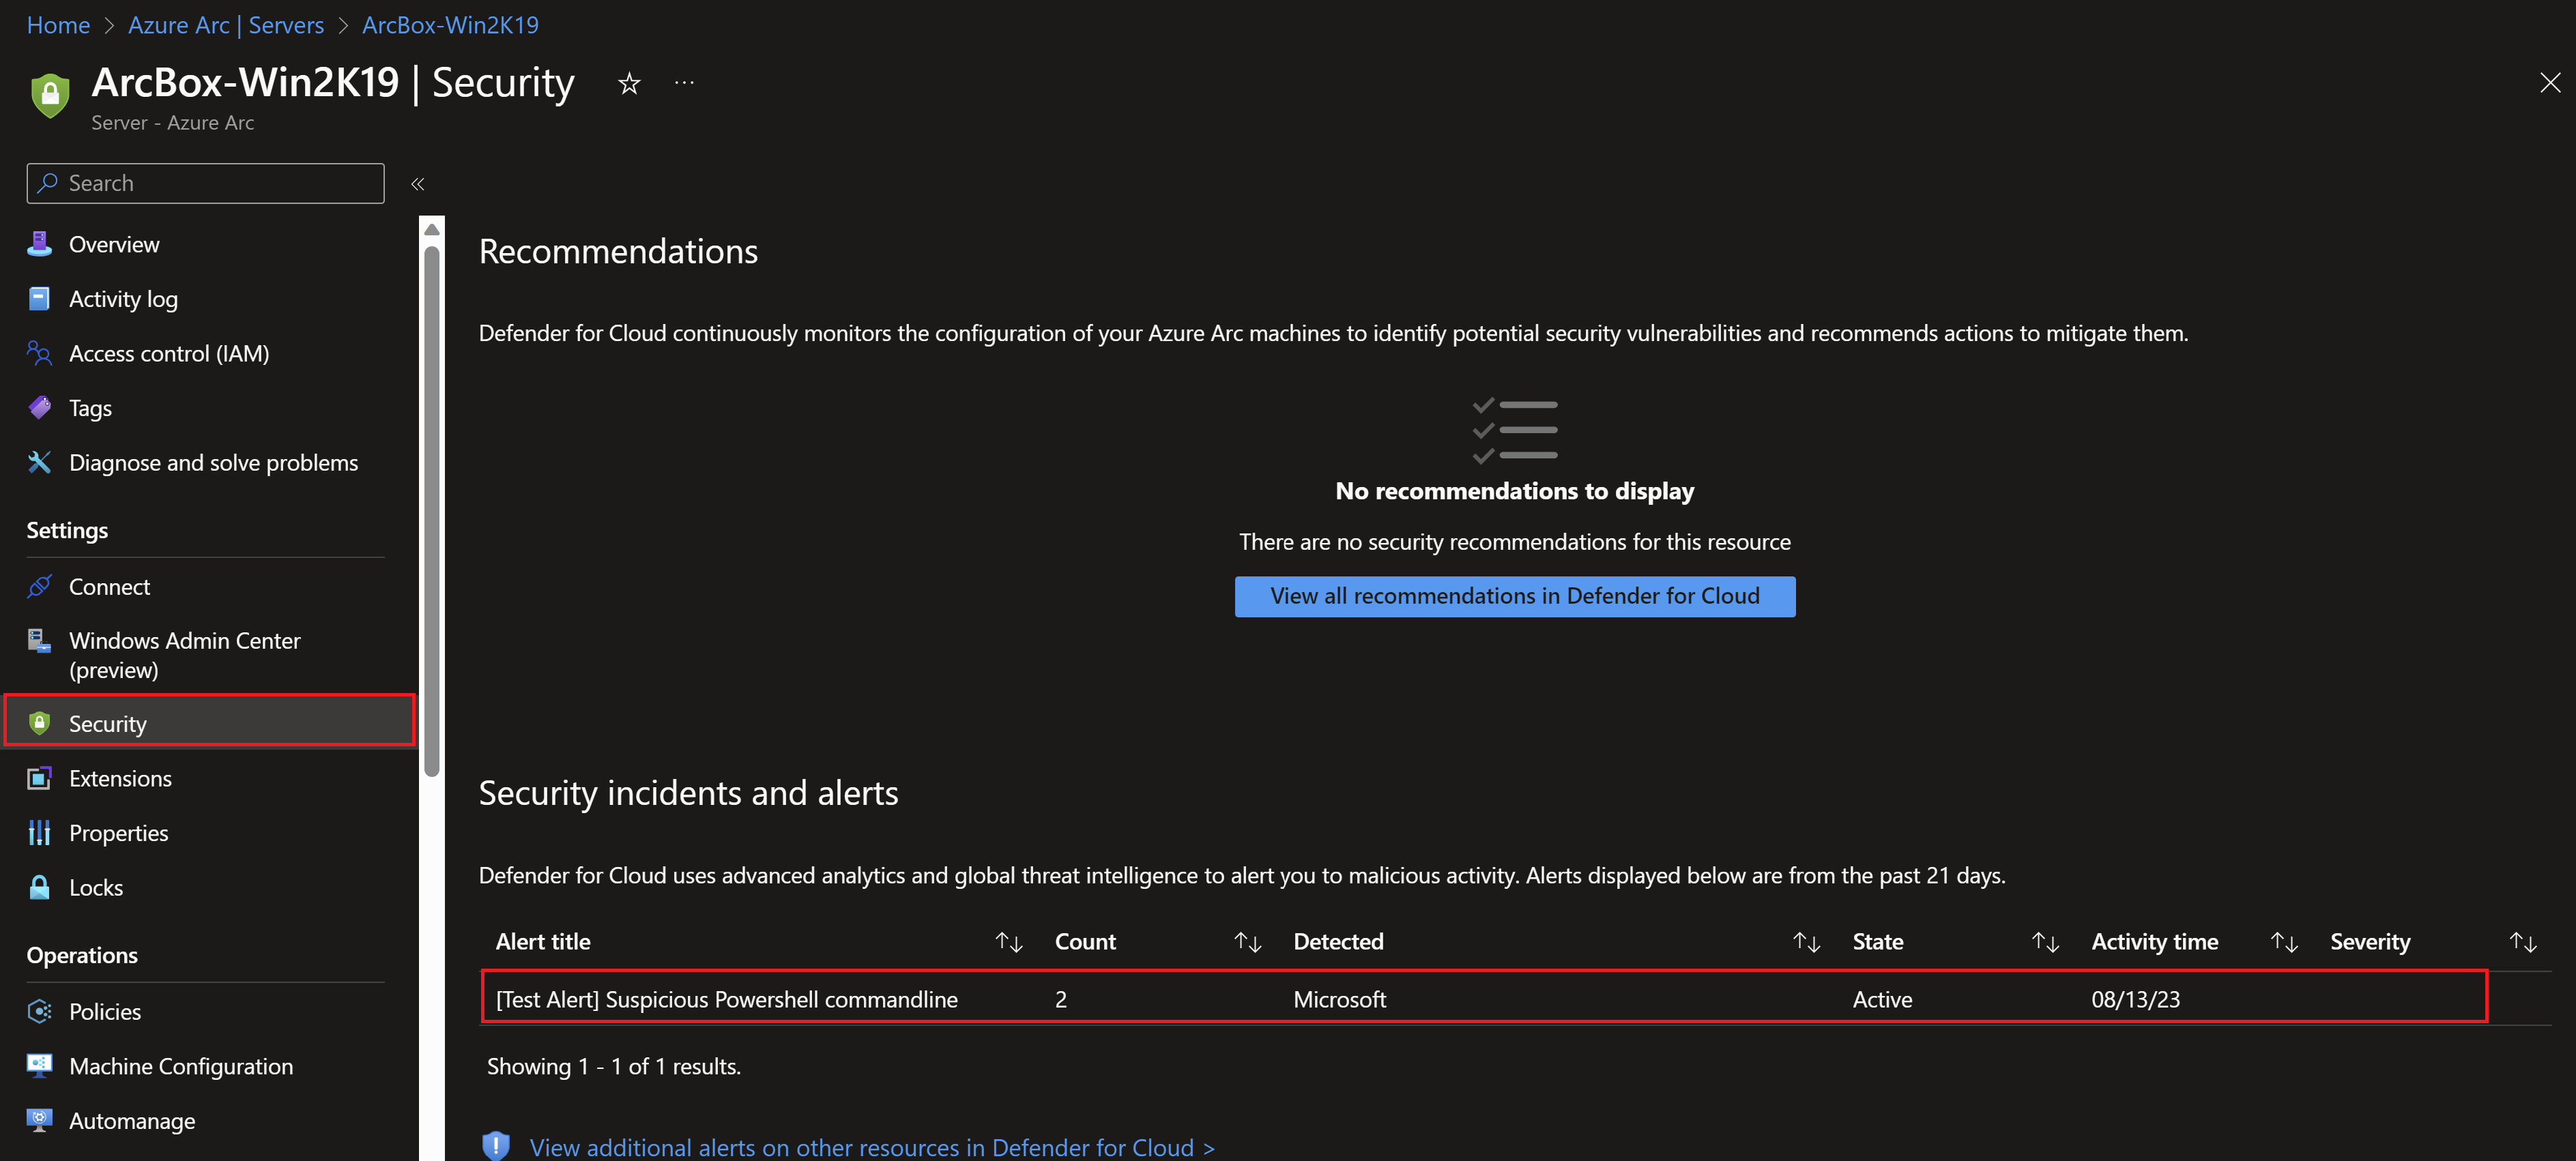 Home > Azure Arc | Servers > ArcBox-Win2K19
ArcBox-Win2K19 | Security
Server - Azure Arc
Search
Overview
Activity log
Access control (IAM)
Tags
Diagnose and solve problems
Settings
Connect
Windows Admin Center
(preview)
Security
Extensions
Properties
Locks
Operations
Policies
Machine Configuration
Automanage
Recommendations
Defender for Cloud continuously monitors the configuration of your Azure Arc machines to identify potential security vulnerabilities and recommends actions to mitigate them.
No recommendations to display
There are no security recommendations for this resource
View all recommendations in Defender for Cloud
Security incidents and alerts
Defender for Cloud uses advanced analytics and global threat intelligence to alert you to malicious activity. Alerts displayed below are from the past 21 days.
Alert title Count Detected State Activity time Severity
[Test Alert] Suspicious Powershell commandline 2 Microsoft Active 08/13/23
Showing 1 - 1 of 1 results.
View additional alerts on other resources in Defender for Cloud >